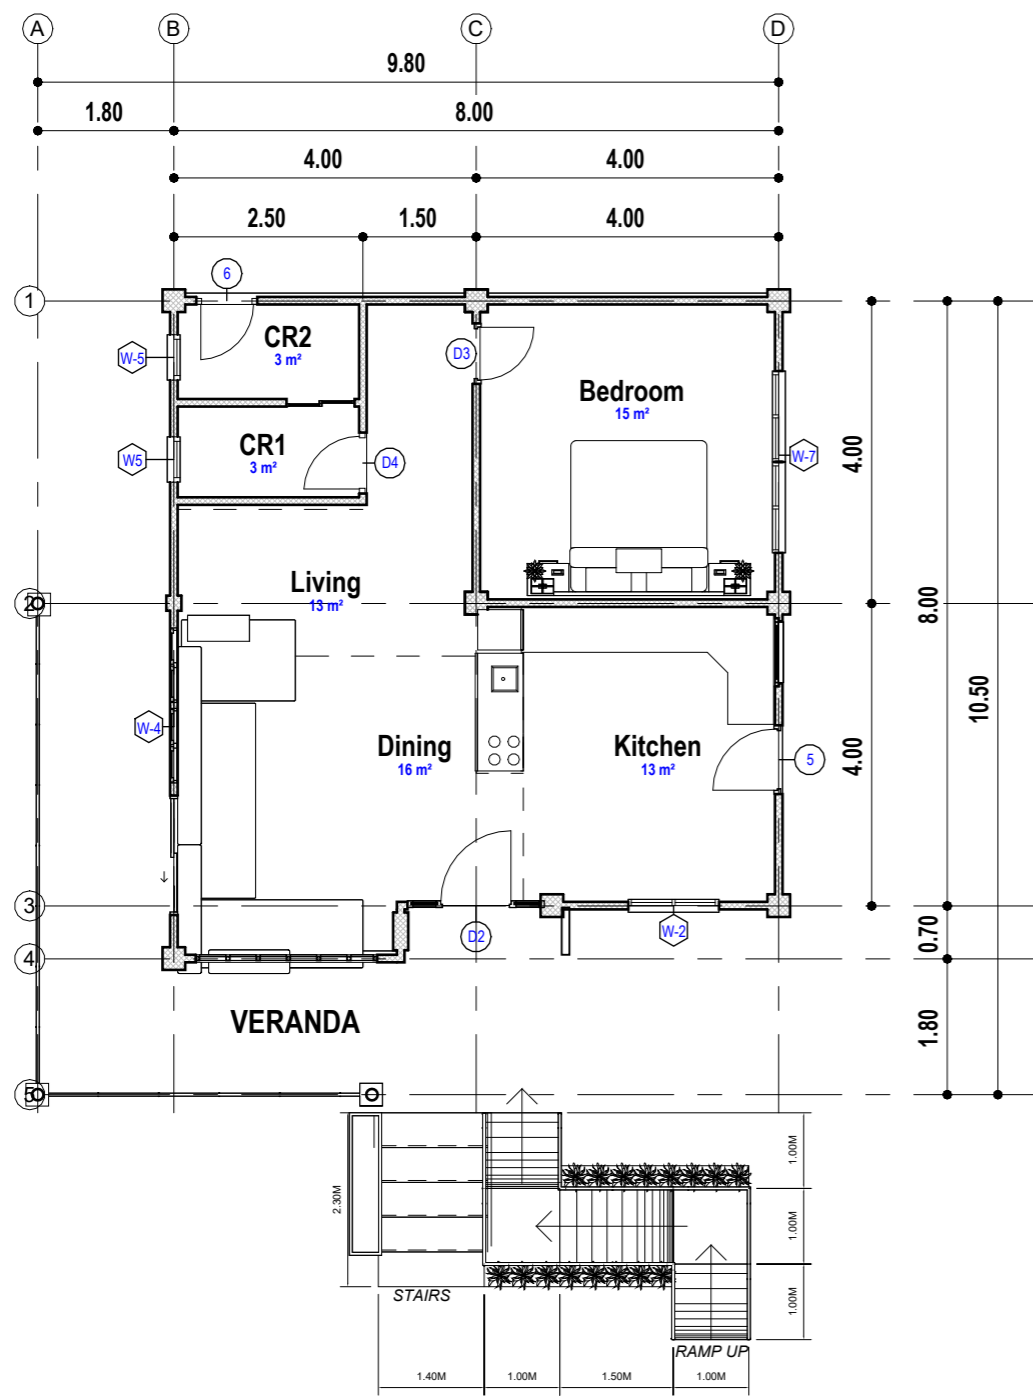 A B C D
9.80
1.80 8.00
4.00 4.00
2.50 1.50 4.00
6
1
CR2
3 m²
D3
W-5
Bedroom
15 m²
CR1
3 m²
W5
D4
W-7
4.00
Living
13 m²
2
8.00
10.50
W-4
Dining
16 m²
Kitchen
13 m²
5
4.00
3
D2
W-2
0.70
4
VERANDA
1.80
5
2.30M
1.00M
1.00M
1.00M
STAIRS
RAMP UP
1.40M 1.00M 1.50M 1.00M